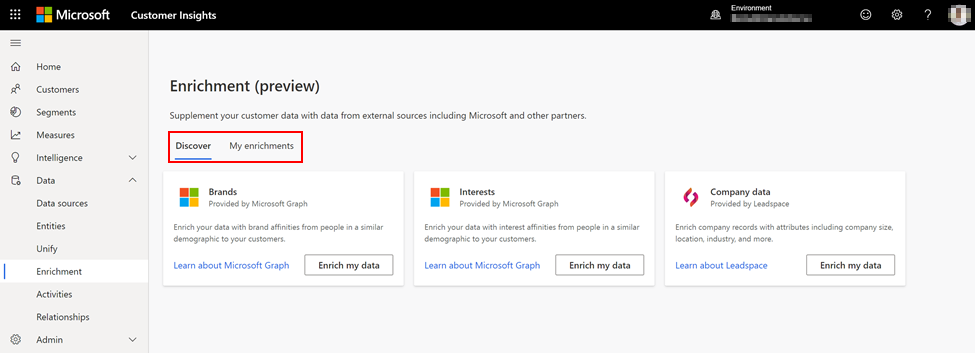 Microsoft Customer Insights
Environment
?
Home
Customers
Segments
Measures
Intelligence
Data
Data sources
Entities
Unify
Enrichment
Activities
Relationships
Admin
Enrichment (preview)
Supplement your customer data with data from external sources including Microsoft and other partners.
Discover My enrichments
Brands
Provided by Microsoft Graph
Enrich your data with brand affinities from people in a similar
demographic to your customers.
Learn about Microsoft Graph Enrich my data
Interests
Provided by Microsoft Graph
Enrich your data with interest affinities from people in a similar
demographic to your customers.
Learn about Microsoft Graph Enrich my data
Company data
Provided by Leadspace
Enrich company records with attributes including company size,
location, industry, and more.
Learn about Leadspace Enrich my data